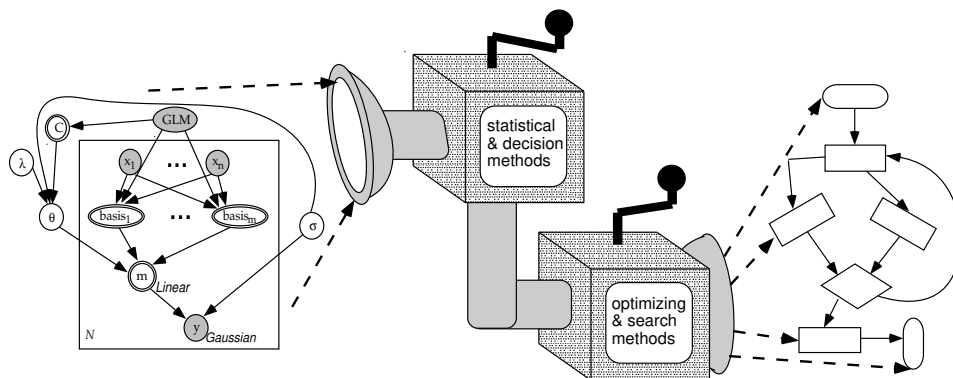 C
GLM
λ
x1
...
xn
θ
basis1
...
basism
σ
m
Linear
y
Gaussian
N
statistical
& decision
methods
optimizing
& search
methods